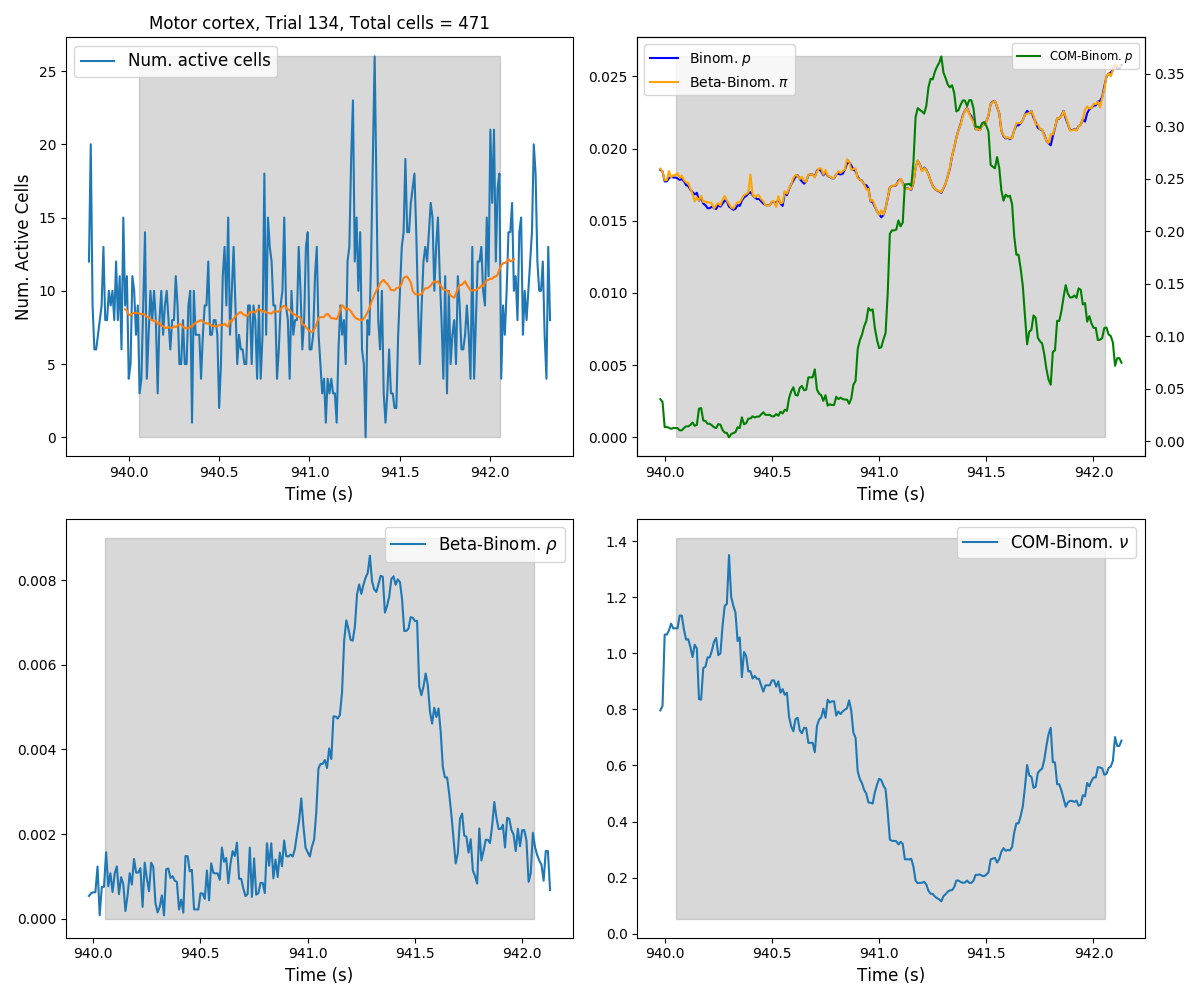 Motor cortex, Trial 134, Total cells = 471
Num. active cells
Num. Active Cells
25
20
15
10
5
0
940.0 940.5 941.0 941.5 942.0
Time (s)
Binom. p
Beta-Binom. π
COM-Binom. p
0.025
0.020
0.015
0.010
0.005
0.000
0.35
0.30
0.25
0.20
0.15
0.10
0.05
0.00
940.0 940.5 941.0 941.5 942.0
Time (s)
Beta-Binom. ρ
0.008
0.006
0.004
0.002
0.000
940.0 940.5 941.0 941.5 942.0
Time (s)
COM-Binom. ν
1.4
1.2
1.0
0.8
0.6
0.4
0.2
0.0
940.0 940.5 941.0 941.5 942.0
Time (s)